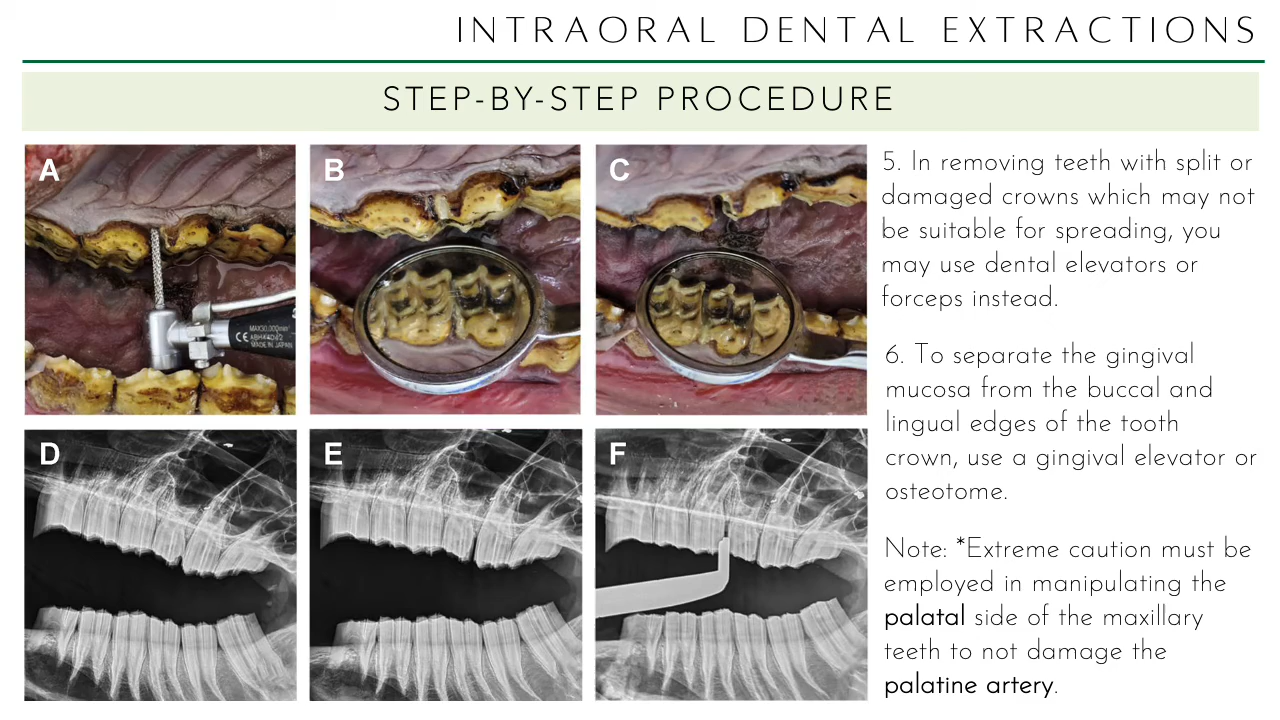 INTRAORAL DENTAL EXTRACTIONS
STEP-BY-STEP PROCEDURE
A
B
C
MAX30,000min
CE
MADE IN JAPAN
D
E
F
5. In removing teeth with split or
damaged crowns which may not
be suitable for spreading, you
may use dental elevators or
forceps instead.
6. To separate the gingival
mucosa from the buccal and
lingual edges of the tooth
crown, use a gingival elevator or
osteotome.
Note: *Extreme caution must be
employed in manipulating the
palatal side of the maxillary
teeth to not damage the
palatine artery.